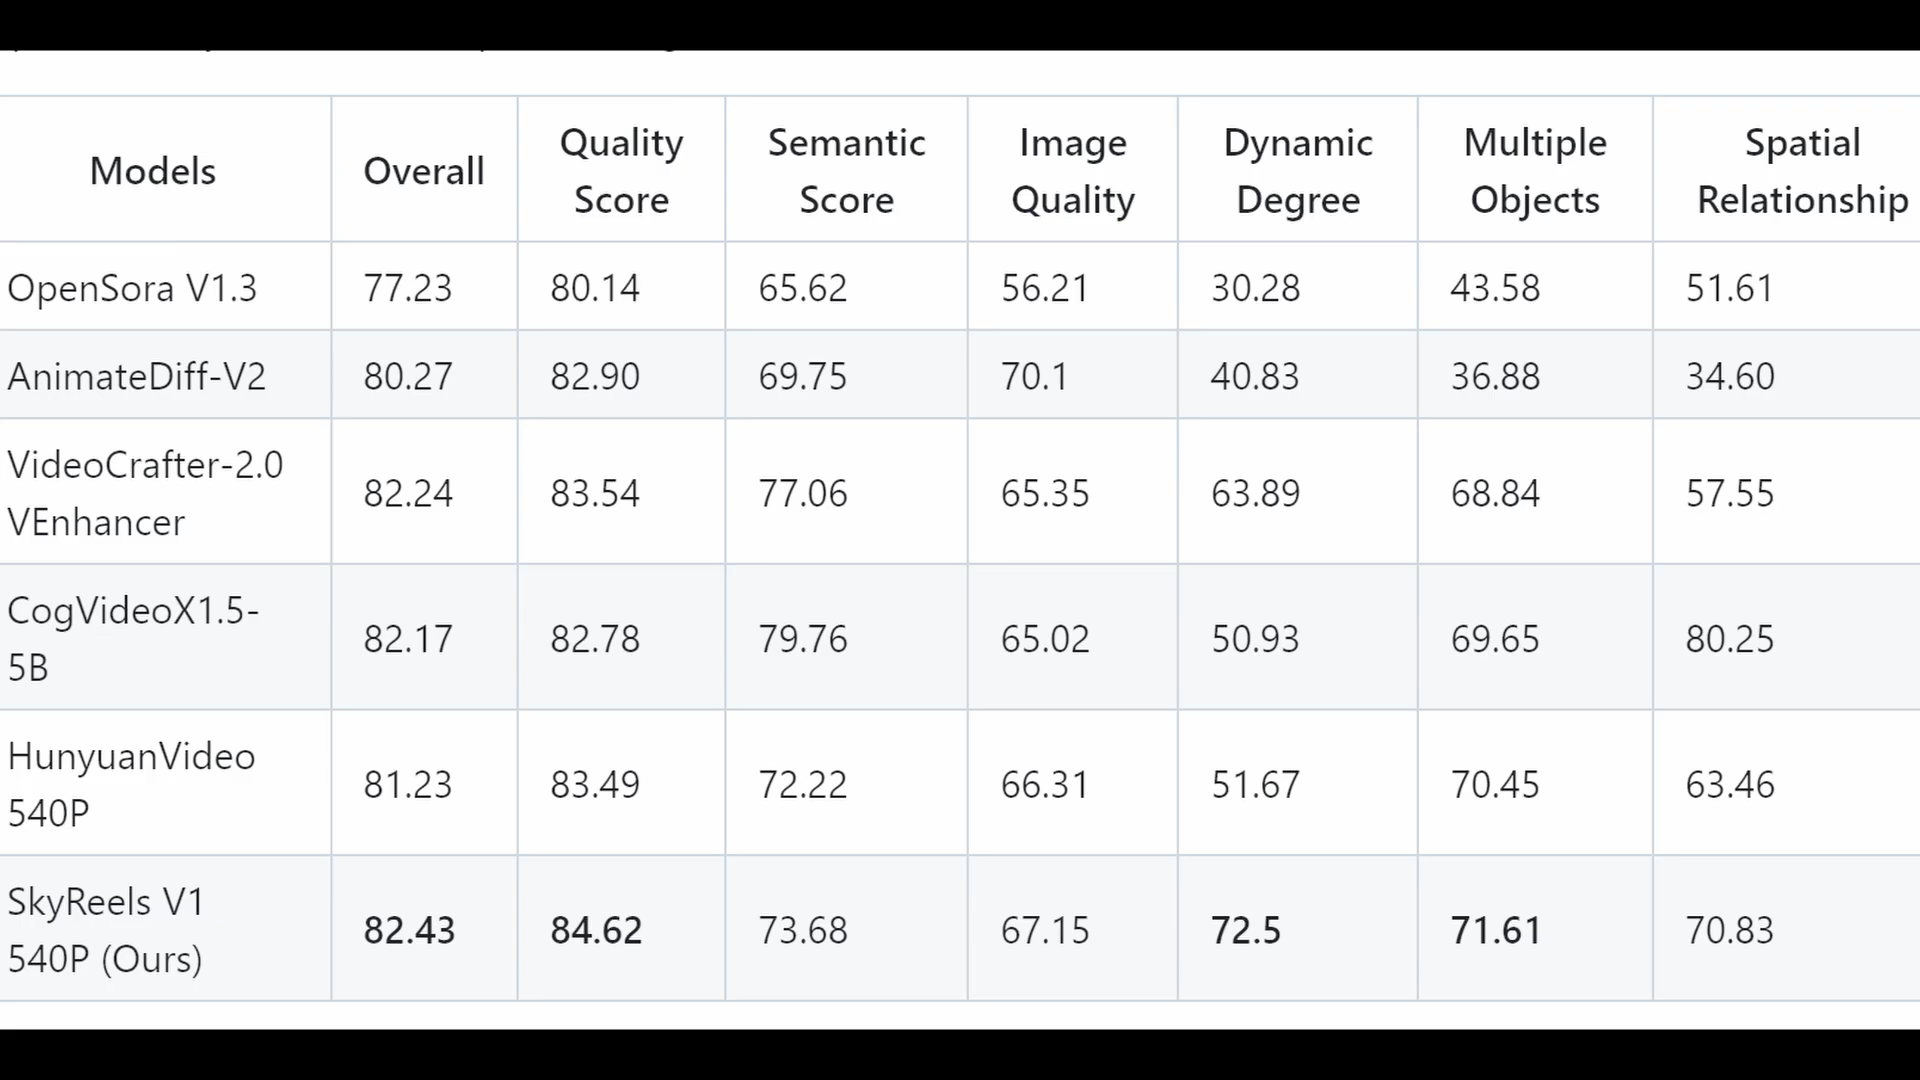 Models Overall Quality Score Semantic Score Image Quality Dynamic Degree Multiple Objects Spatial Relationship
OpenSora V1.3 77.23 80.14 65.62 56.21 30.28 43.58 51.61
AnimateDiff-V2 80.27 82.90 69.75 70.1 40.83 36.88 34.60
VideoCrafter-2.0 VEnhancer 82.24 83.54 77.06 65.35 63.89 68.84 57.55
CogVideoX1.5-5B 82.17 82.78 79.76 65.02 50.93 69.65 80.25
HunyuanVideo 540P 81.23 83.49 72.22 66.31 51.67 70.45 63.46
SkyReels V1 540P (Ours) 82.43 84.62 73.68 67.15 72.5 71.61 70.83